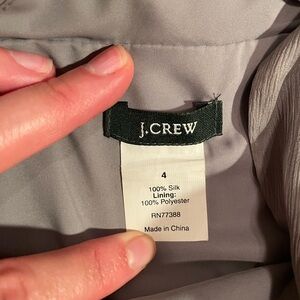 J.CREW
4
100% Silk
Lining:
100% Polyester
RN77388
Made in China